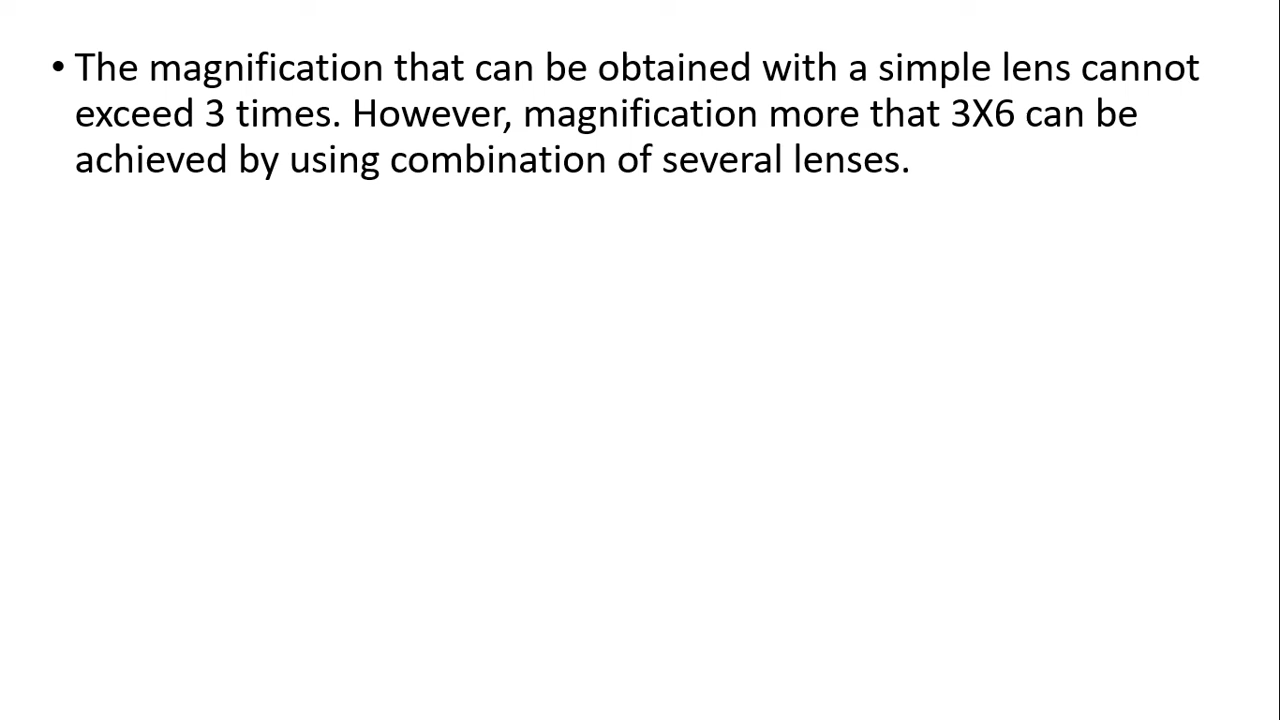 • The magnification that can be obtained with a simple lens cannot
exceed 3 times. However, magnification more that 3X6 can be
achieved by using combination of several lenses.